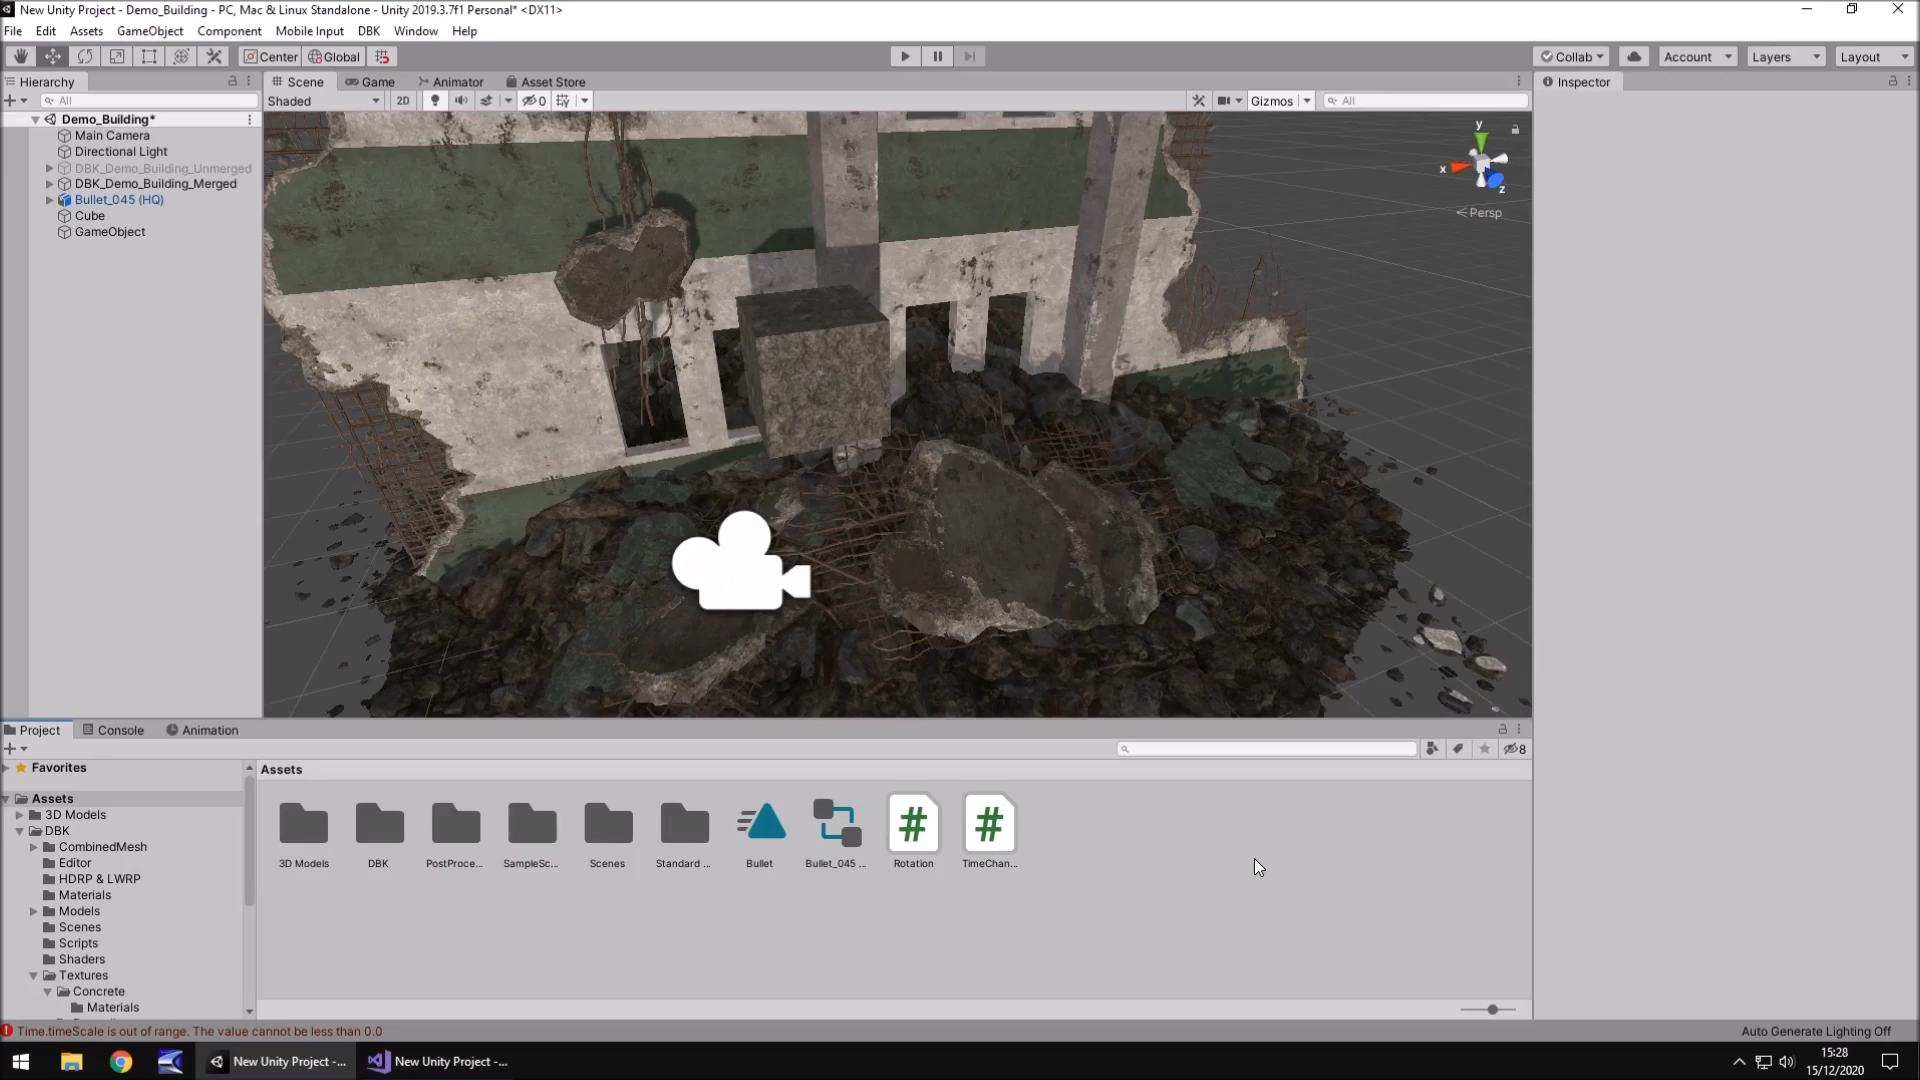 New Unity Project - Demo_Building - PC, Mac & Linux Standalone - Unity 2019.3.7f1 Personal* <DX11>
File Edit Assets GameObject Component Mobile Input DBK Window Help
Center Global Collab Account Layers Layout
Hierarchy
All
Demo_Building*
Main Camera
Directional Light
DBK_Demo_Building_Unmerged
DBK_Demo_Building_Merged
Bullet_045 (HQ)
Cube
GameObject
Scene Game Animator Asset Store
Shaded 2D 0 Gizmos All
y
x
z
Persp
Inspector
Project Console Animation
8
Favorites
Assets
3D Models
DBK
CombinedMesh
Editor
HDRP & LWRP
Materials
Models
Scenes
Scripts
Shaders
Textures
Concrete
Materials
Assets
3D Models DBK PostProce... SampleSc... Scenes Standard ... Bullet Bullet_045 ... Rotation TimeChan...
Time.timeScale is out of range. The value cannot be less than 0.0
Auto Generate Lighting Off
New Unity Project -... New Unity Project -...
15:28
15/12/2020